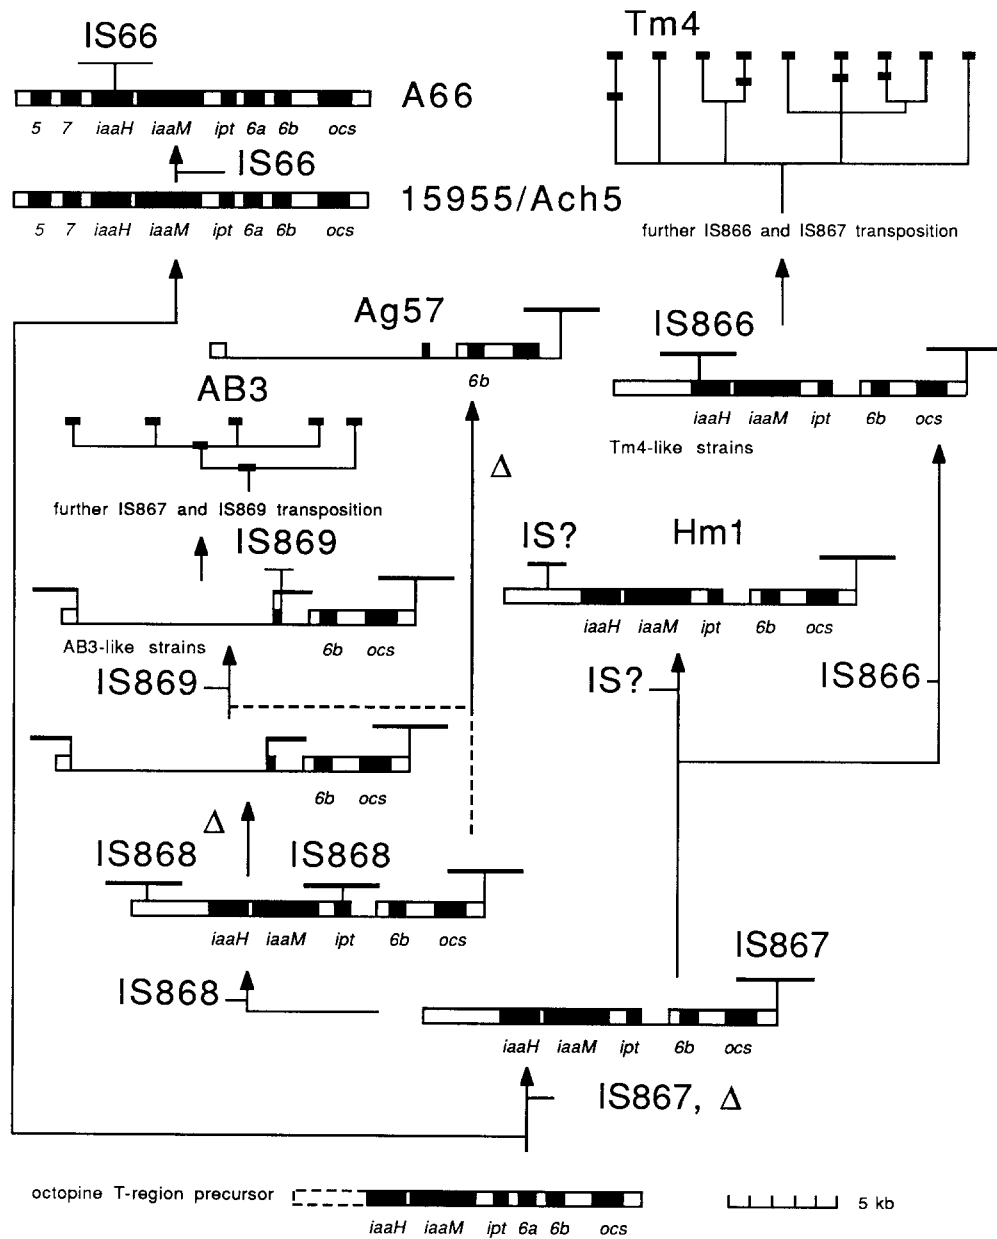 IS66
Tm4
A66
5 7 iaaH iaaM ipt 6a 6b ocs
IS66
15955/Ach5
5 7 iaaH iaaM ipt 6a 6b ocs
further IS866 and IS867 transposition
Ag57
IS866
6b
AB3
iaaH iaaM ipt 6b ocs
Tm4-like strains
Δ
further IS867 and IS869 transposition
IS869
IS?
Hm1
iaaH iaaM ipt 6b ocs
AB3-like strains
6b ocs
IS869
IS?
IS866
6b ocs
Δ
IS868
IS868
iaaH iaaM ipt 6b ocs
IS867
IS868
iaaH iaaM ipt 6b ocs
IS867, Δ
octopine T-region precursor
5 kb
iaaH iaaM ipt 6a 6b ocs